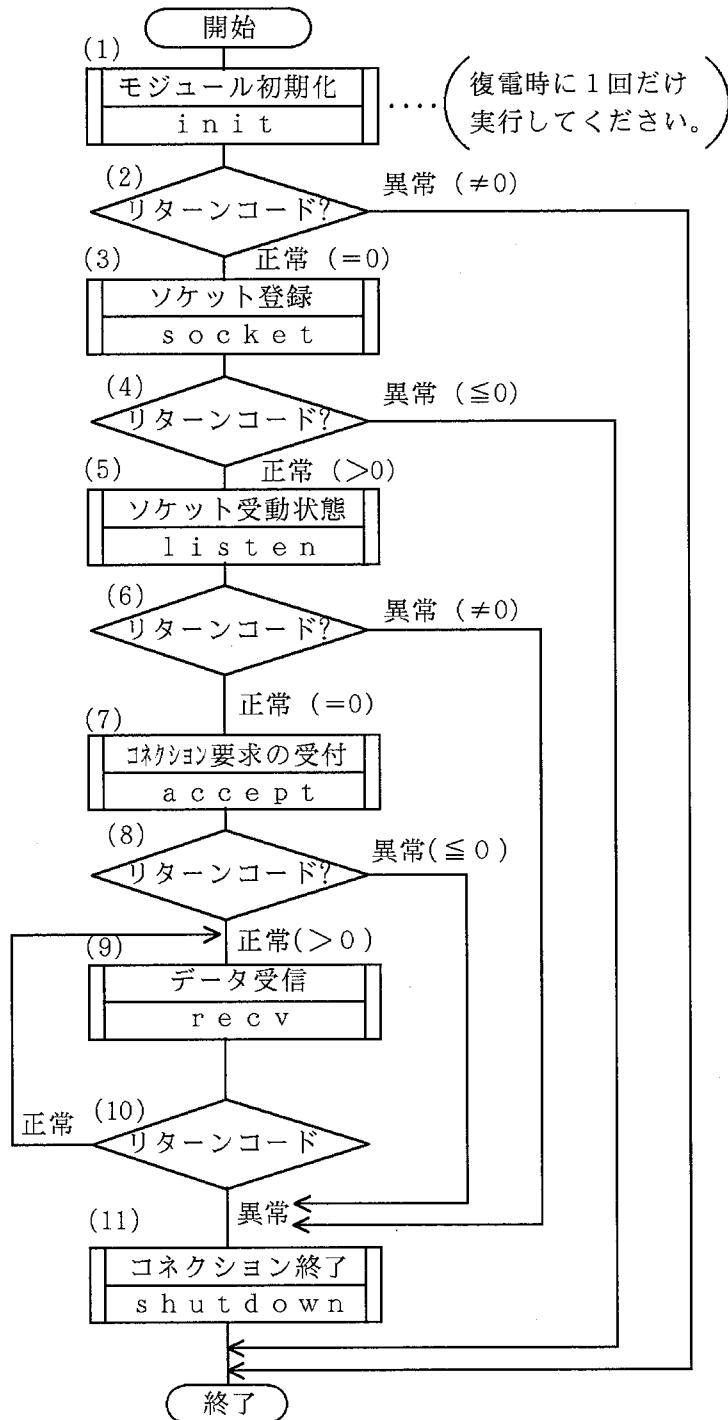 開始
(1)
モジュール初期化
init
復電時に1回だけ
実行してください。
(2)
リターンコード?
異常 (≠0)
正常 (=0)
(3)
ソケット登録
socket
(4)
リターンコード?
異常 (≦0)
正常 (>0)
(5)
ソケット受動状態
listen
(6)
リターンコード?
異常 (≠0)
正常 (=0)
(7)
コネクション要求の受付
accept
(8)
リターンコード?
異常(≦0)
正常(>0)
(9)
データ受信
recv
(10)
リターンコード
正常
異常
(11)
コネクション終了
shutdown
終了